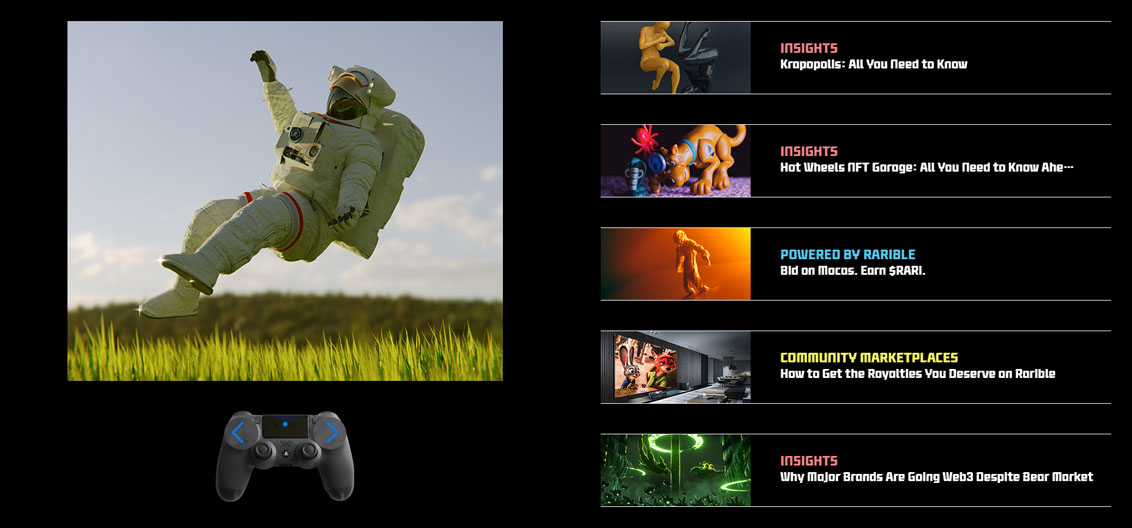 INSIGHTS
Krapopolis: All You Need to Know
INSIGHTS
Hot Wheels NFT Garage: All You Need to Know Ahe...
POWERED BY RARIBLE
Bid on Mocas. Earn $RARI.
COMMUNITY MARKETPLACES
How to Get the Royalties You Deserve on Rarible
INSIGHTS
Why Major Brands Are Going Web3 Despite Bear Market